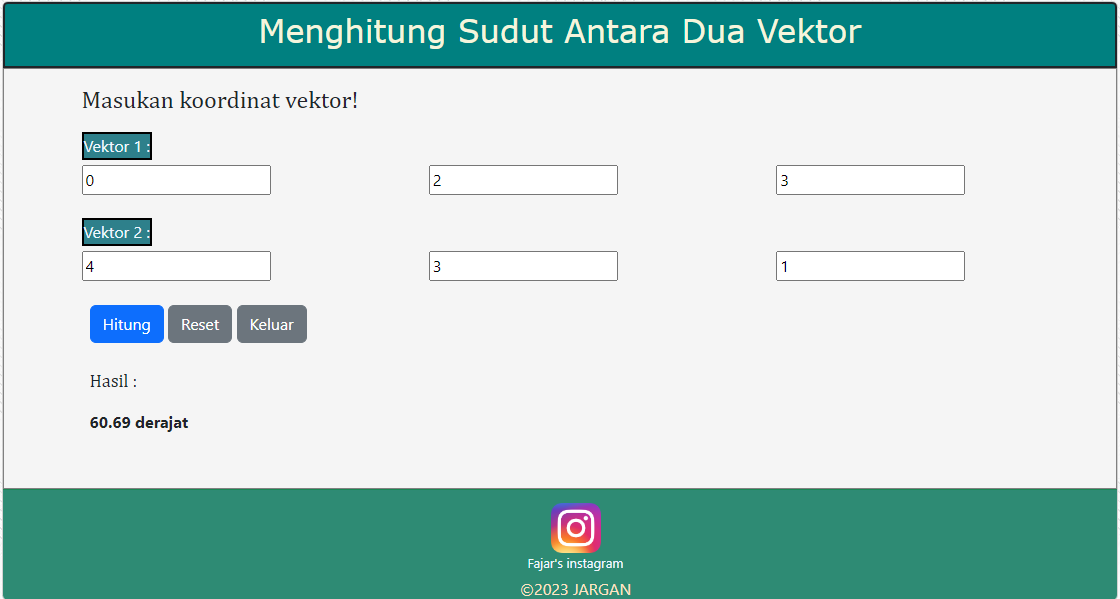 Menghitung Sudut Antara Dua Vektor
Masukan koordinat vektor!
Vektor 1 :
0 2 3
Vektor 2 :
4 3 1
Hitung Reset Keluar
Hasil :
60.69 derajat
Fajar's instagram
©2023 JARGAN